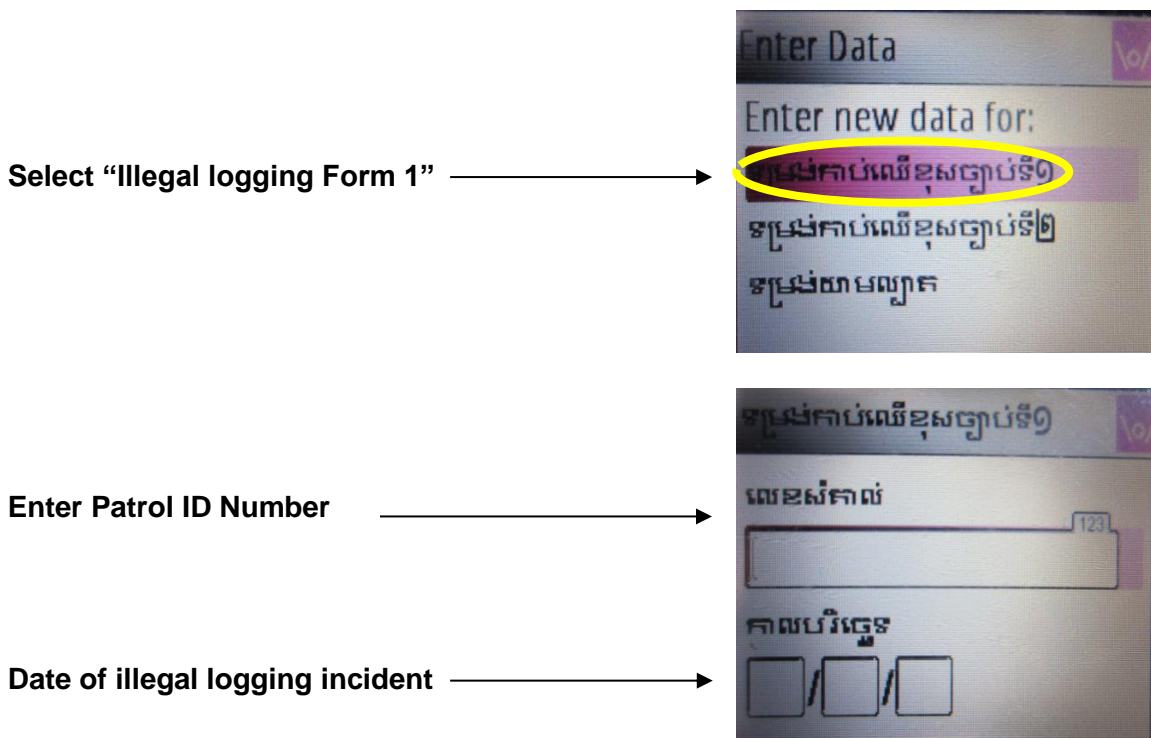 Enter Data
\o/
Enter new data for:
Select “Illegal logging Form 1”
ទម្រង់កាប់ឈើខុសច្បាប់ទី១
ទម្រង់កាប់ឈើខុសច្បាប់ទី២
ទម្រង់យាមល្បាត
ទម្រង់កាប់ឈើខុសច្បាប់ទី១
\o/
លេខសំគាល់
Enter Patrol ID Number
123
កាលបរិច្ឆេទ
Date of illegal logging incident
/ /